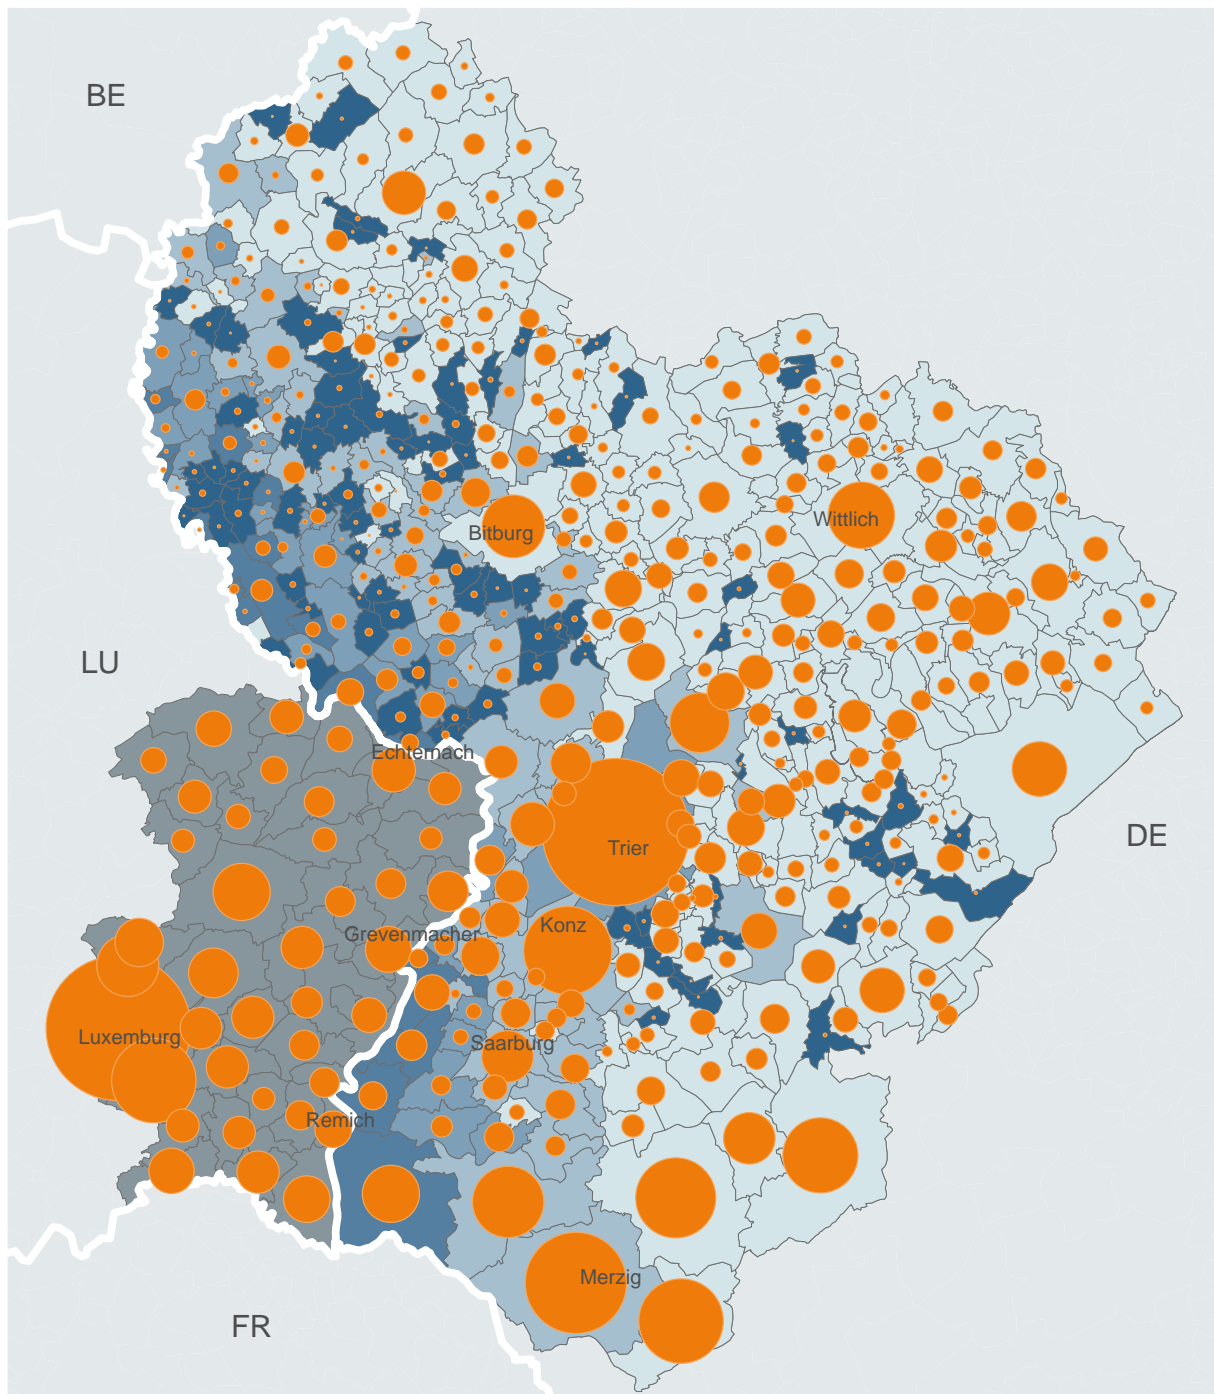 BE
Bitburg
Wittlich
LU
Echternach
DE
Trier
Konz
Grevenmacher
Luxemburg
Saarburg
Remich
Merzig
FR